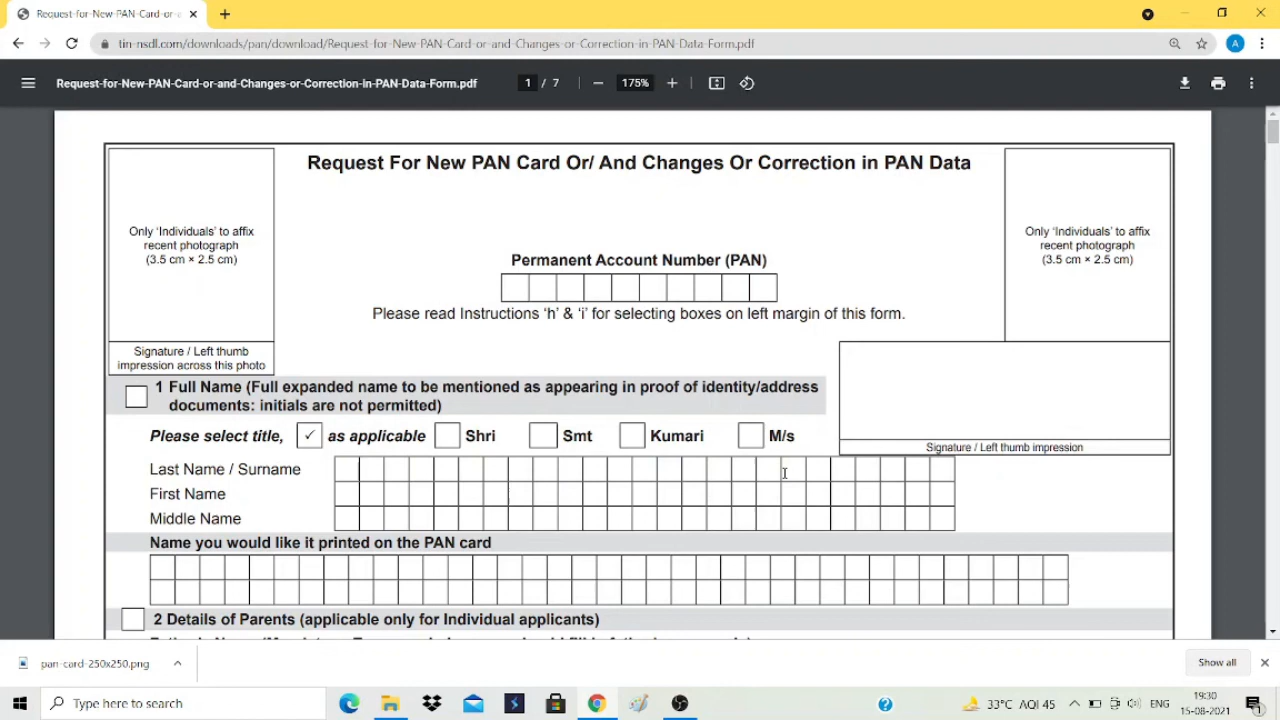 Request-for-New-PAN-Card-or-a
tin-nsdl.com/downloads/pan/download/Request-for-New-PAN-Card-or-and-Changes-or-Correction-in-PAN-Data-Form.pdf
A
Request-for-New-PAN-Card-or-and-Changes-or-Correction-in-PAN-Data-Form.pdf
1 / 7
175%
Request For New PAN Card Or/ And Changes Or Correction in PAN Data
Only ‘Individuals’ to affix
recent photograph
(3.5 cm × 2.5 cm)
Only ‘Individuals’ to affix
recent photograph
(3.5 cm × 2.5 cm)
Permanent Account Number (PAN)
Please read Instructions ‘h’ & ‘i’ for selecting boxes on left margin of this form.
Signature / Left thumb
impression across this photo
1 Full Name (Full expanded name to be mentioned as appearing in proof of identity/address
documents: initials are not permitted)
Please select title, ✓ as applicable Shri Smt Kumari M/s
Signature / Left thumb impression
Last Name / Surname
First Name
Middle Name
Name you would like it printed on the PAN card
2 Details of Parents (applicable only for Individual applicants)
pan-card-250x250.png
Show all
Type here to search
33°C AQI 45
ENG
19:30
15-08-2021
1